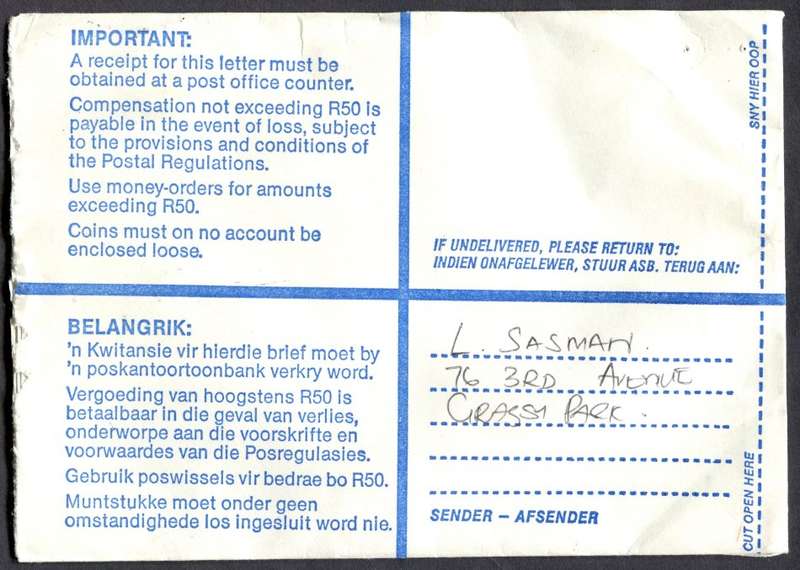 IMPORTANT:
A receipt for this letter must be
obtained at a post office counter.
Compensation not exceeding R50 is
payable in the event of loss, subject
to the provisions and conditions of
the Postal Regulations.
Use money-orders for amounts
exceeding R50.
Coins must on no account be
enclosed loose.
BELANGRIK:
'n Kwitansie vir hierdie brief moet by
'n poskantoortoonbank verkry word.
Vergoeding van hoogstens R50 is
betaalbaar in die geval van verlies,
onderworpe aan die voorskrifte en
voorwaardes van die Posregulasies.
Gebruik poswissels vir bedrae bo R50.
Muntstukke moet onder geen
omstandighede los ingesluit word nie.
IF UNDELIVERED, PLEASE RETURN TO:
INDIEN ONAFGELEWER, STUUR ASB. TERUG AAN:
L. SASMAN.
76 3RD AVENUE
GRASSY PARK.
SENDER – AFSENDER
SNY HIER OOP
CUT OPEN HERE